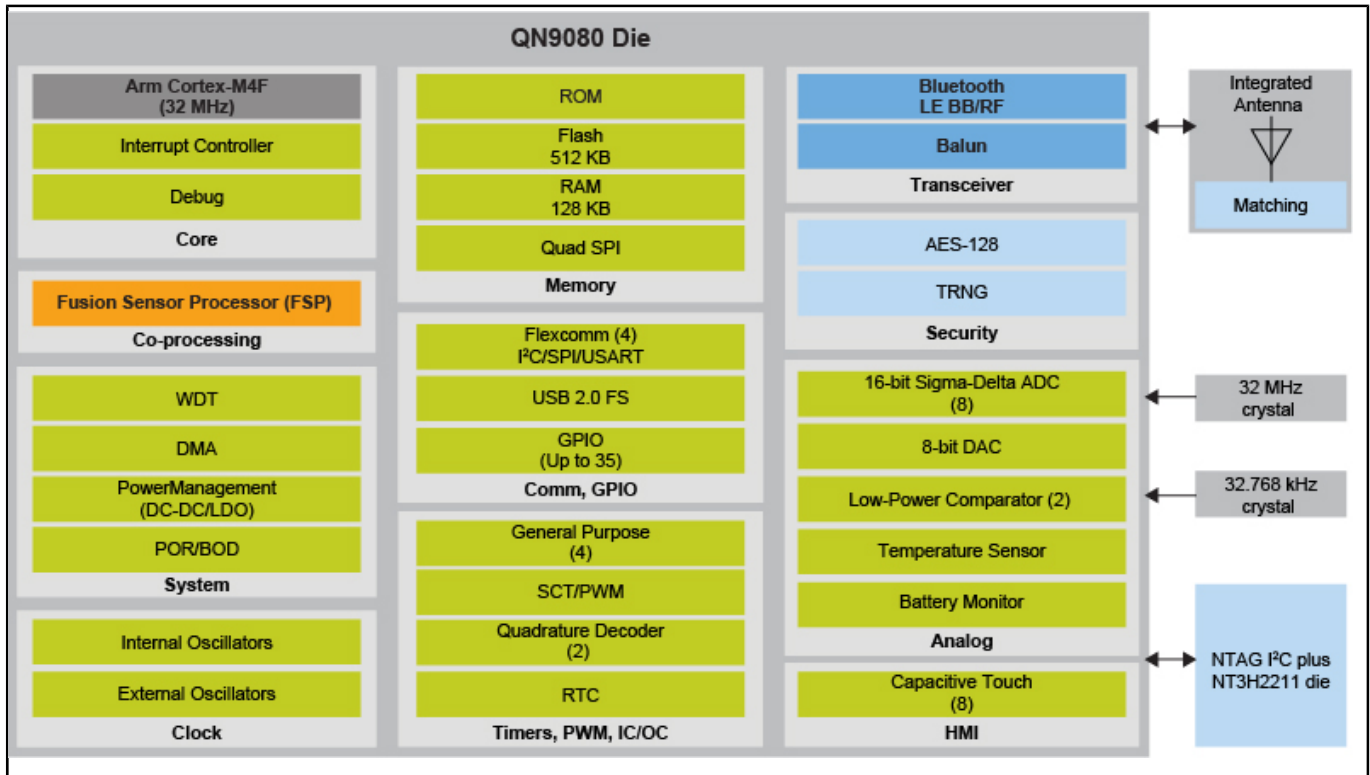 QN9080 Die
Arm Cortex-M4F
(32 MHz)
Interrupt Controller
Debug
Core
Fusion Sensor Processor (FSP)
Co-processing
WDT
DMA
PowerManagement
(DC-DC/LDO)
POR/BOD
System
Internal Oscillators
External Oscillators
Clock
ROM
Flash
512 KB
RAM
128 KB
Quad SPI
Memory
Flexcomm (4)
I²C/SPI/USART
USB 2.0 FS
GPIO
(Up to 35)
Comm, GPIO
General Purpose
(4)
SCT/PWM
Quadrature Decoder
(2)
RTC
Timers, PWM, IC/OC
Bluetooth
LE BB/RF
Balun
Transceiver
AES-128
TRNG
Security
16-bit Sigma-Delta ADC
(8)
8-bit DAC
Low-Power Comparator (2)
Temperature Sensor
Battery Monitor
Analog
Capacitive Touch
(8)
HMI
Integrated
Antenna
Matching
32 MHz
crystal
32.768 kHz
crystal
NTAG I²C plus
NT3H2211 die